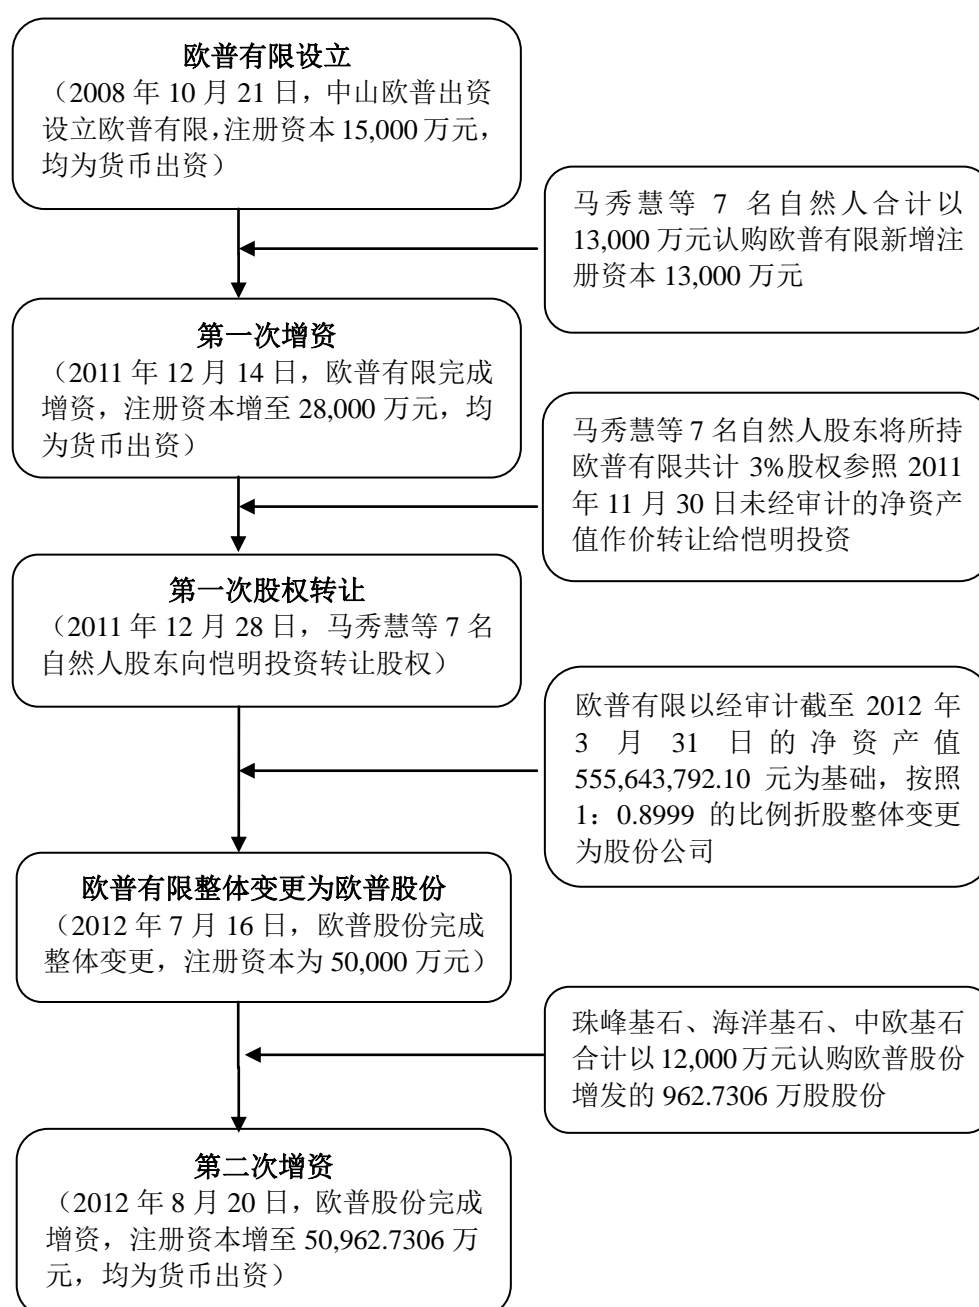 欧普有限设立
（2008 年 10 月 21 日，中山欧普出资
设立欧普有限，注册资本 15,000 万元，
均为货币出资）
马秀慧等 7 名自然人合计以
13,000 万元认购欧普有限新增注
册资本 13,000 万元
第一次增资
（2011 年 12 月 14 日，欧普有限完成
增资，注册资本增至 28,000 万元，均
为货币出资）
马秀慧等 7 名自然人股东将所持
欧普有限共计 3%股权参照 2011
年 11 月 30 日未经审计的净资产
值作价转让给恺明投资
第一次股权转让
（2011 年 12 月 28 日，马秀慧等 7 名
自然人股东向恺明投资转让股权）
欧普有限以经审计截至 2012 年
3 月 31 日的净资产值
555,643,792.10 元为基础，按照
1：0.8999 的比例折股整体变更
为股份公司
欧普有限整体变更为欧普股份
（2012 年 7 月 16 日，欧普股份完成
整体变更，注册资本为 50,000 万元）
珠峰基石、海洋基石、中欧基石
合计以 12,000 万元认购欧普股份
增发的 962.7306 万股股份
第二次增资
（2012 年 8 月 20 日，欧普股份完成
增资，注册资本增至 50,962.7306 万
元，均为货币出资）